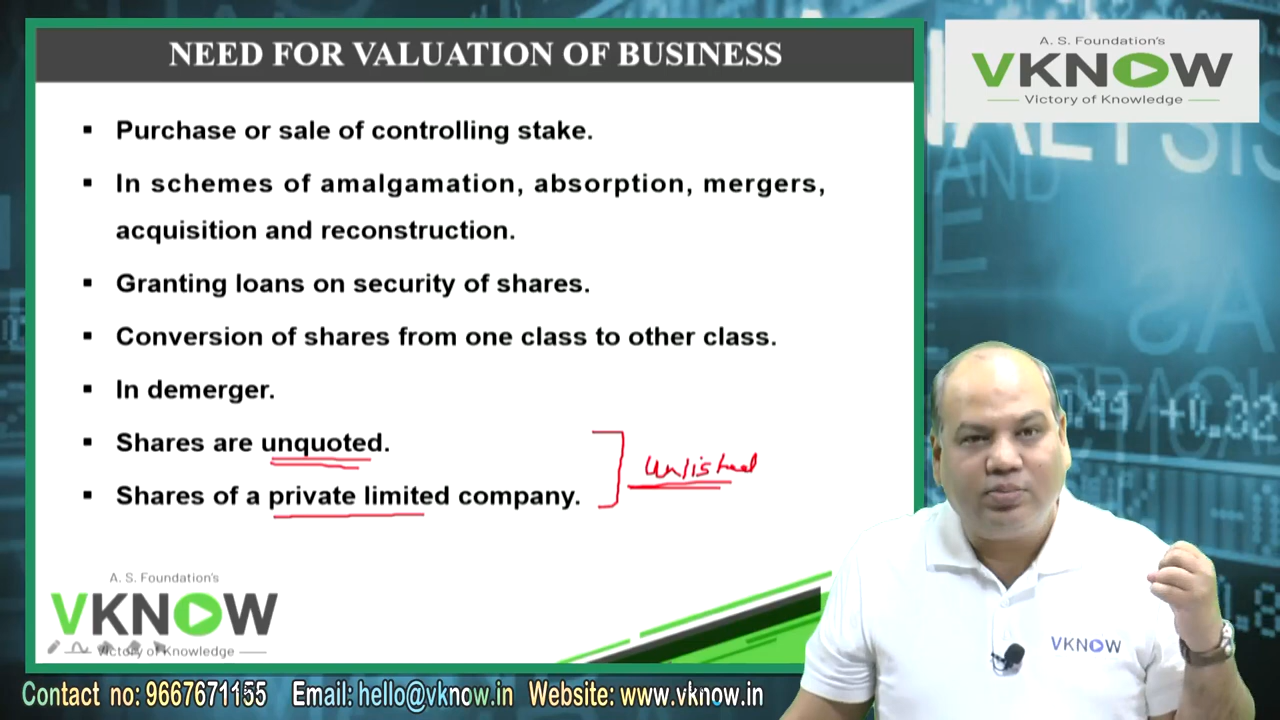 NEED FOR VALUATION OF BUSINESS
A. S. Foundation's
VKNOW
Victory of Knowledge
▪ Purchase or sale of controlling stake.
▪ In schemes of amalgamation, absorption, mergers,
acquisition and reconstruction.
▪ Granting loans on security of shares.
▪ Conversion of shares from one class to other class.
▪ In demerger.
▪ Shares are unquoted.
▪ Shares of a private limited company.
unlisted
A. S. Foundation's
VKNOW
Victory of Knowledge
VKNOW
Contact no: 9667671155 Email: hello@vknow.in Website: www.vknow.in
+0.32